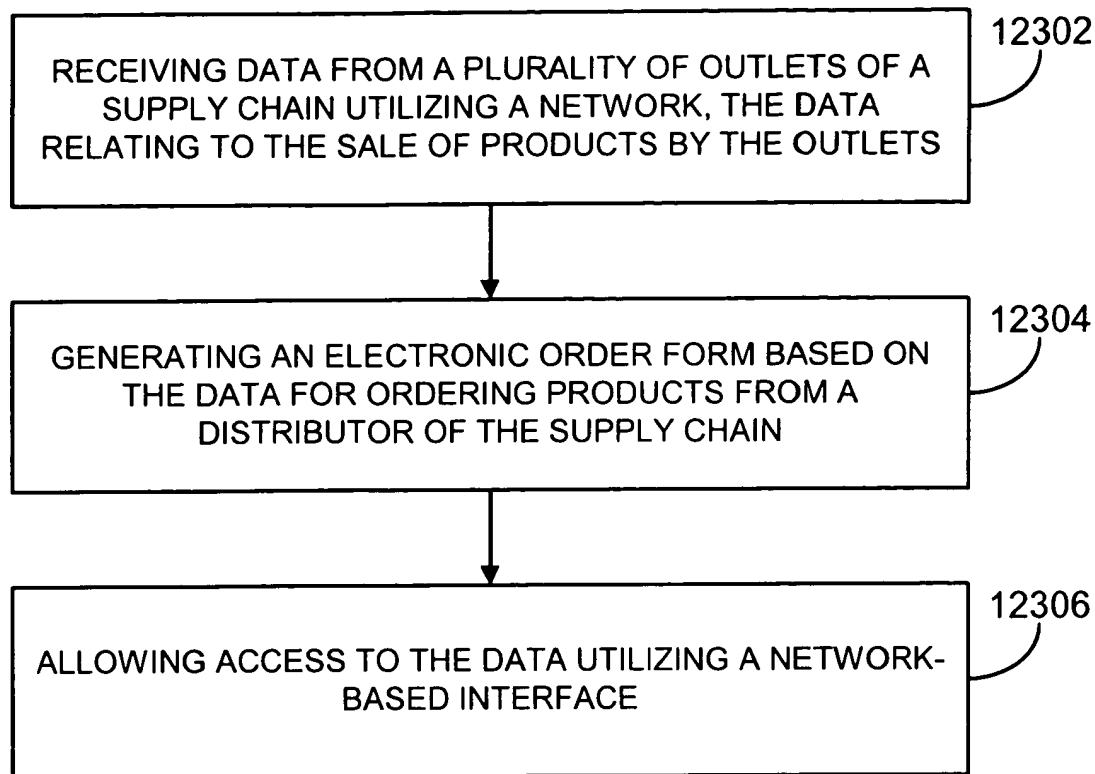 12302
RECEIVING DATA FROM A PLURALITY OF OUTLETS OF A
SUPPLY CHAIN UTILIZING A NETWORK, THE DATA
RELATING TO THE SALE OF PRODUCTS BY THE OUTLETS
12304
GENERATING AN ELECTRONIC ORDER FORM BASED ON
THE DATA FOR ORDERING PRODUCTS FROM A
DISTRIBUTOR OF THE SUPPLY CHAIN
12306
ALLOWING ACCESS TO THE DATA UTILIZING A NETWORK-
BASED INTERFACE